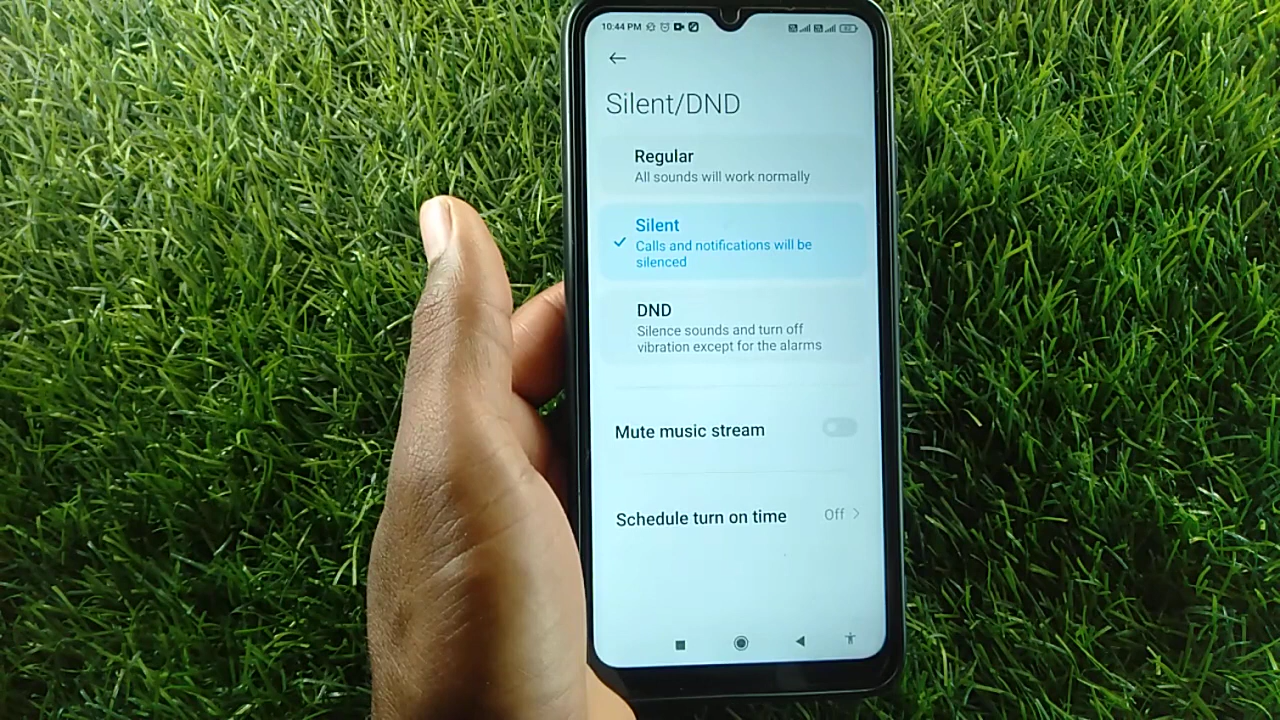 10:44 PM
Silent/DND
Regular
All sounds will work normally
Silent
Calls and notifications will be
silenced
DND
Silence sounds and turn off
vibration except for the alarms
Mute music stream
Schedule turn on time
Off